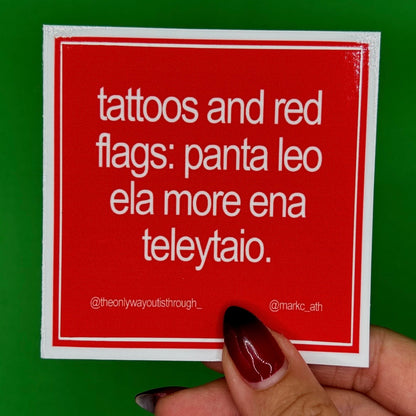 tattoos and red
flags: panta leo
ela more ena
teleytaio.
@theonlywayoutisthrough_ @markc_ath